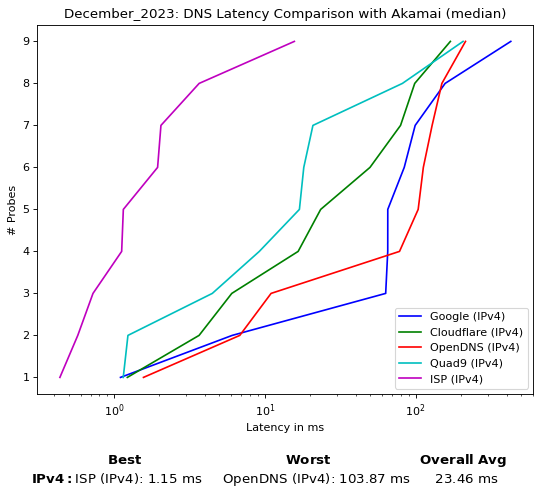 December_2023: DNS Latency Comparison with Akamai (median)
9
8
7
6
5
4
3
2
1
# Probes
Google (IPv4)
Cloudflare (IPv4)
OpenDNS (IPv4)
Quad9 (IPv4)
ISP (IPv4)
10⁰ 10¹ 10²
Latency in ms
Best Worst Overall Avg
IPv4: ISP (IPv4): 1.15 ms OpenDNS (IPv4): 103.87 ms 23.46 ms